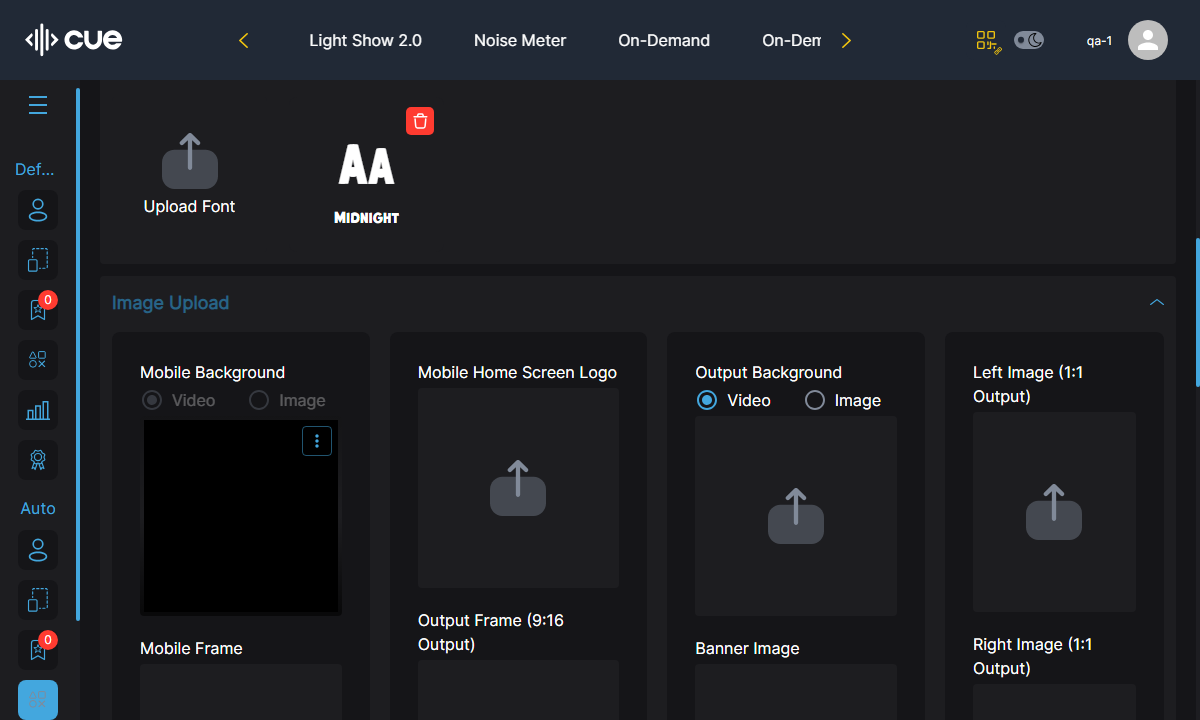 cue
Light Show 2.0
Noise Meter
On-Demand
On-Dem
qa-1
Def...
0
Auto
0
Upload Font
AA
MIDNIGHT
Image Upload
Mobile Background
Video
Image
Mobile Home Screen Logo
Output Background
Video
Image
Left Image (1:1
Output)
Mobile Frame
Output Frame (9:16
Output)
Banner Image
Right Image (1:1
Output)